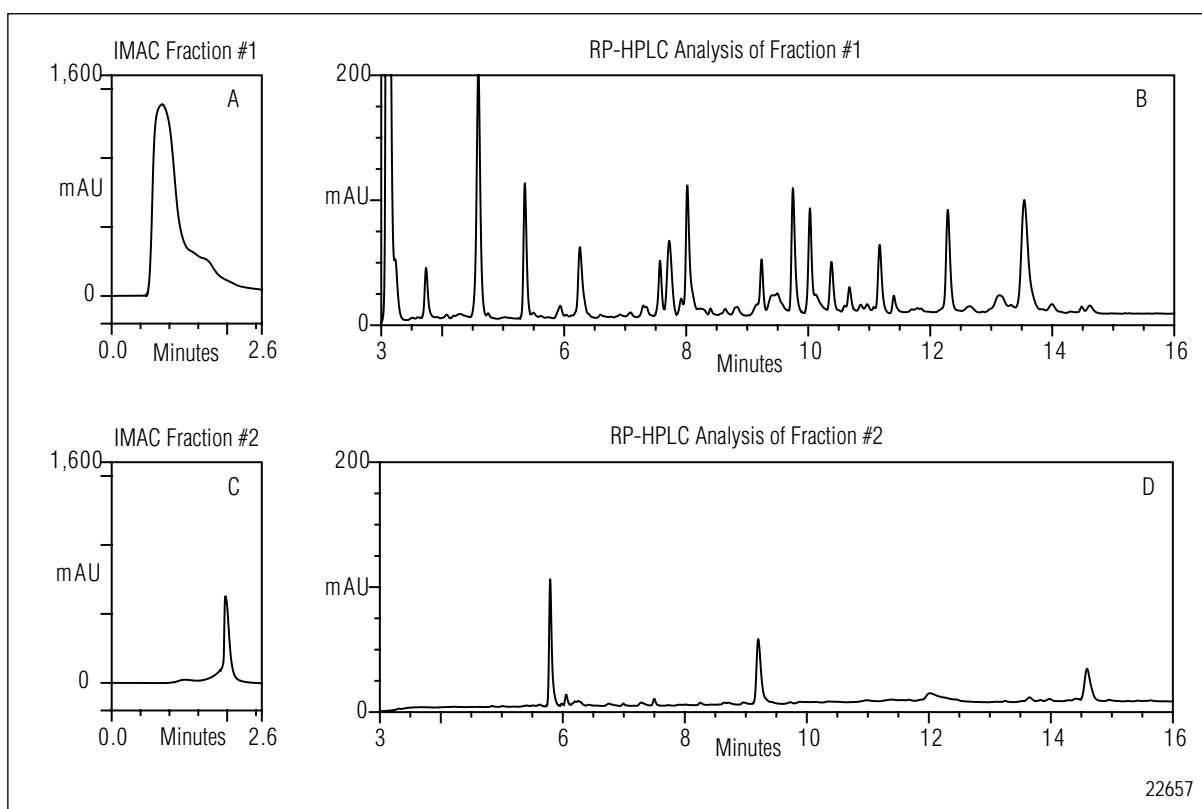 IMAC Fraction #1
1,600
A
mAU
0
0.0
Minutes
2.6
RP-HPLC Analysis of Fraction #1
200
B
mAU
0
3
6
8
10
12
14
16
Minutes
IMAC Fraction #2
1,600
C
mAU
0
0.0
Minutes
2.6
RP-HPLC Analysis of Fraction #2
200
D
mAU
0
3
6
8
10
12
14
16
Minutes
22657